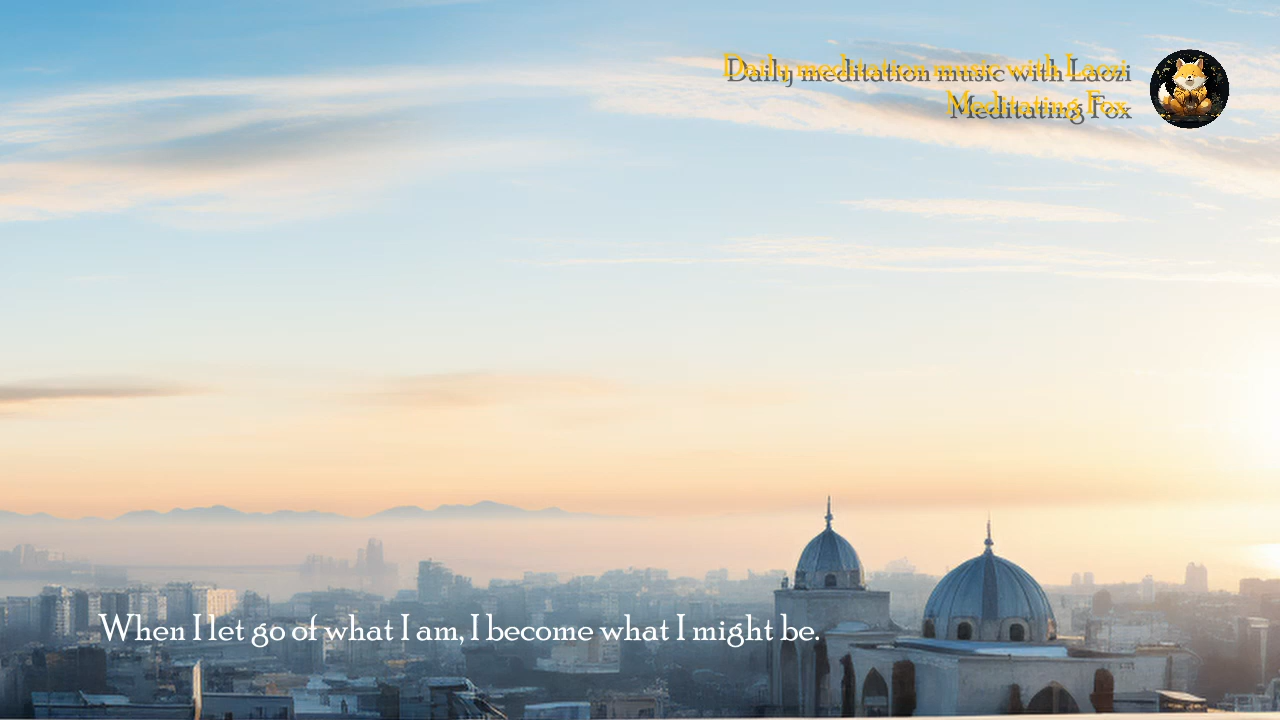 Daily meditation music with Laozi
Meditating Fox
When I let go of what I am, I become what I might be.